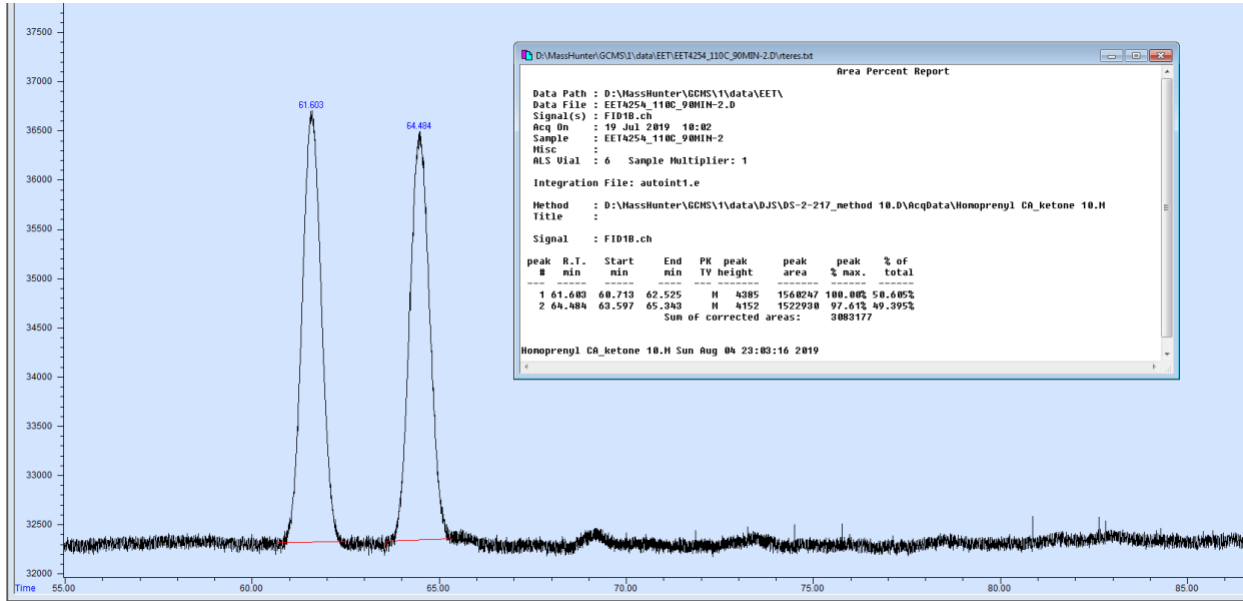 37500
37000
36500
36000
35500
35000
34500
34000
33500
33000
32500
32000
61.603
64.484
Time
55.00
60.00
65.00
70.00
75.00
80.00
85.00
D:\MassHunter\GCMS\1\data\EET\EET4254_110C_90MIN-2.D\rteres.txt
Area Percent Report
Data Path : D:\MassHunter\GCMS\1\data\EET\
Data File : EET4254_110C_90MIN-2.D
Signal(s) : FID1B.ch
Acq On : 19 Jul 2019 10:02
Sample : EET4254_110C_90MIN-2
Misc :
ALS Vial : 6 Sample Multiplier: 1
Integration File: autoint1.e
Method : D:\MassHunter\GCMS\1\data\DJS\DS-2-217_method 10.D\AcqData\Homoprenyl CA_ketone 10.M
Title :
Signal : FID1B.ch
peak R.T. Start End PK peak peak peak % of
# min min min TY height area % max. total
--- ----- ----- ----- --- ------- ------- ------ -------
1 61.603 60.713 62.525 M 4385 1560247 100.00% 50.605%
2 64.484 63.597 65.343 M 4152 1522930 97.61% 49.395%
Sum of corrected areas: 3083177
Homoprenyl CA_ketone 10.M Sun Aug 04 23:03:16 2019